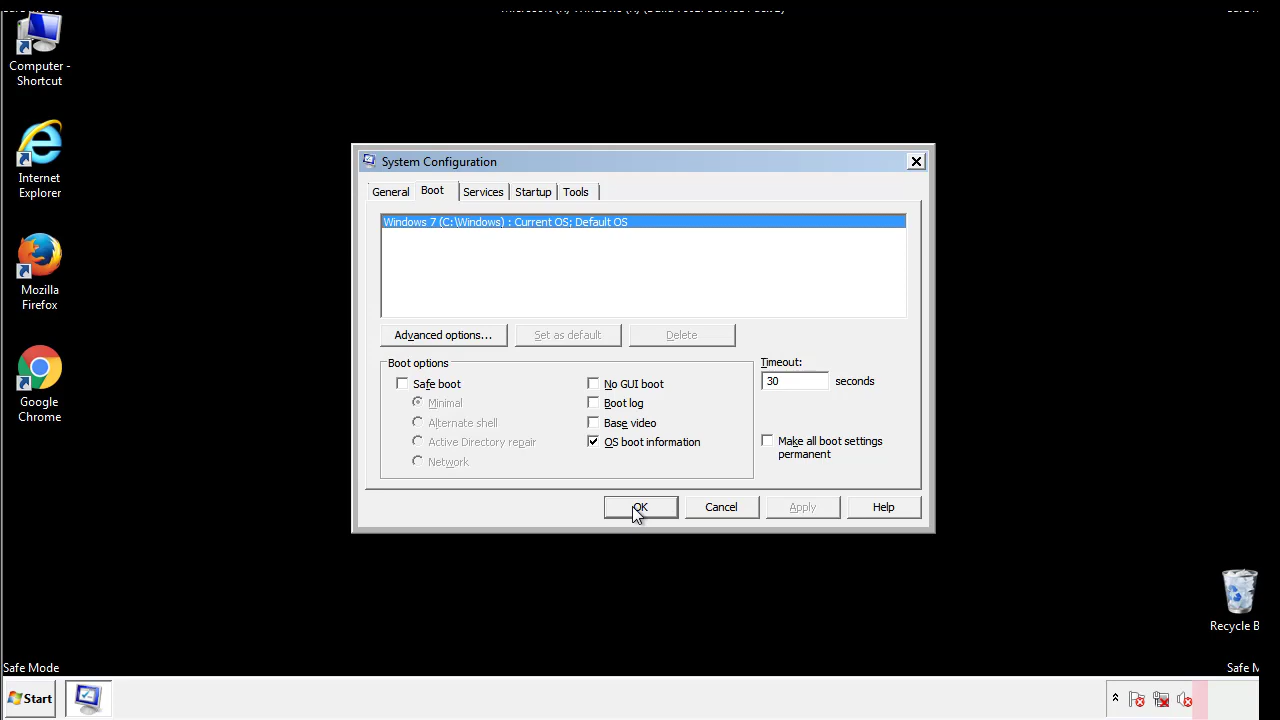 Computer -
Shortcut
Internet
Explorer
Mozilla
Firefox
Google
Chrome
System Configuration
General
Boot
Services
Startup
Tools
Windows 7 (C:\Windows) : Current OS; Default OS
Advanced options...
Set as default
Delete
Boot options
Safe boot
Minimal
Alternate shell
Active Directory repair
Network
No GUI boot
Boot log
Base video
OS boot information
Timeout:
30 seconds
Make all boot settings
permanent
OK
Cancel
Apply
Help
Recycle B
Safe Mode
Safe M
Start